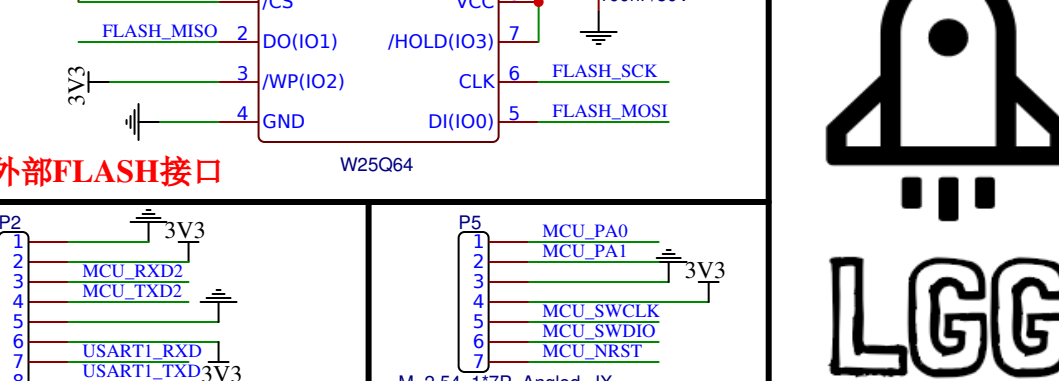 /CS
VCC
FLASH_MISO 2 DO(IO1)
/HOLD(IO3) 7
3V3 3 /WP(IO2)
CLK 6 FLASH_SCK
4 GND
DI(IO0) 5 FLASH_MOSI
外部FLASH接口
W25Q64
P2
1
3V3
2
3 MCU_RXD2
4 MCU_TXD2
5
6
7 USART1_RXD
8 USART1_TXD
3V3
P5
1 MCU_PA0
2 MCU_PA1
3
3V3
4
5 MCU_SWCLK
6 MCU_SWDIO
7 MCU_NRST
LGG